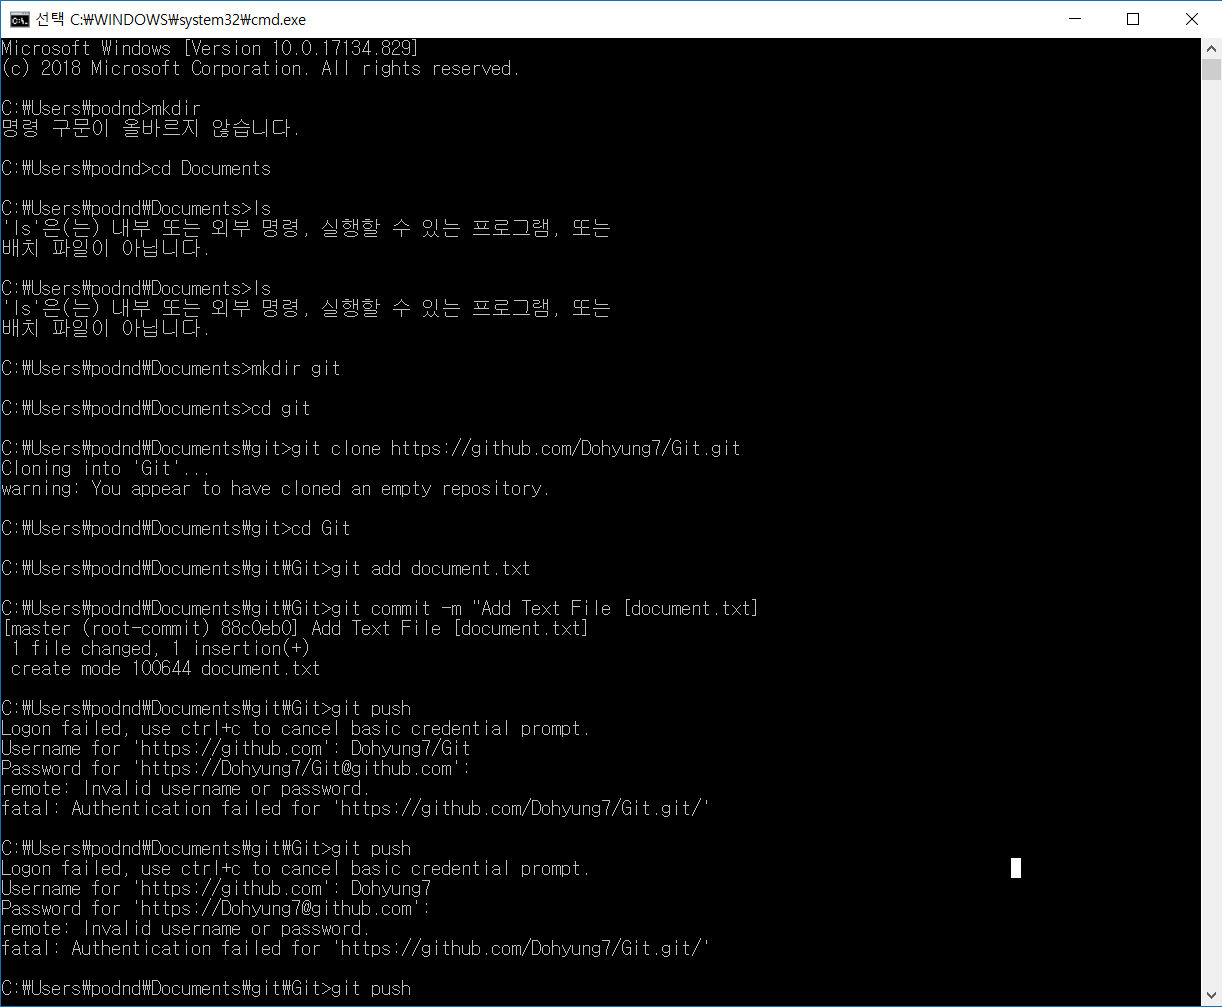 선택 C:₩WINDOWS₩system32₩cmd.exe
Microsoft Windows [Version 10.0.17134.829]
(c) 2018 Microsoft Corporation. All rights reserved.
C:₩Users₩podnd>mkdir
명령 구문이 올바르지 않습니다.
C:₩Users₩podnd>cd Documents
C:₩Users₩podnd₩Documents>ls
'ls'은(는) 내부 또는 외부 명령, 실행할 수 있는 프로그램, 또는
배치 파일이 아닙니다.
C:₩Users₩podnd₩Documents>ls
'ls'은(는) 내부 또는 외부 명령, 실행할 수 있는 프로그램, 또는
배치 파일이 아닙니다.
C:₩Users₩podnd₩Documents>mkdir git
C:₩Users₩podnd₩Documents>cd git
C:₩Users₩podnd₩Documents₩git>git clone https://github.com/Dohyung7/Git.git
Cloning into 'Git'...
warning: You appear to have cloned an empty repository.
C:₩Users₩podnd₩Documents₩git>cd Git
C:₩Users₩podnd₩Documents₩git₩Git>git add document.txt
C:₩Users₩podnd₩Documents₩git₩Git>git commit -m "Add Text File [document.txt]
[master (root-commit) 88c0eb0] Add Text File [document.txt]
1 file changed, 1 insertion(+)
create mode 100644 document.txt
C:₩Users₩podnd₩Documents₩git₩Git>git push
Logon failed, use ctrl+c to cancel basic credential prompt.
Username for 'https://github.com': Dohyung7/Git
Password for 'https://Dohyung7/Git@github.com':
remote: Invalid username or password.
fatal: Authentication failed for 'https://github.com/Dohyung7/Git.git/'
C:₩Users₩podnd₩Documents₩git₩Git>git push
Logon failed, use ctrl+c to cancel basic credential prompt.
Username for 'https://github.com': Dohyung7
Password for 'https://Dohyung7@github.com':
remote: Invalid username or password.
fatal: Authentication failed for 'https://github.com/Dohyung7/Git.git/'
C:₩Users₩podnd₩Documents₩git₩Git>git push